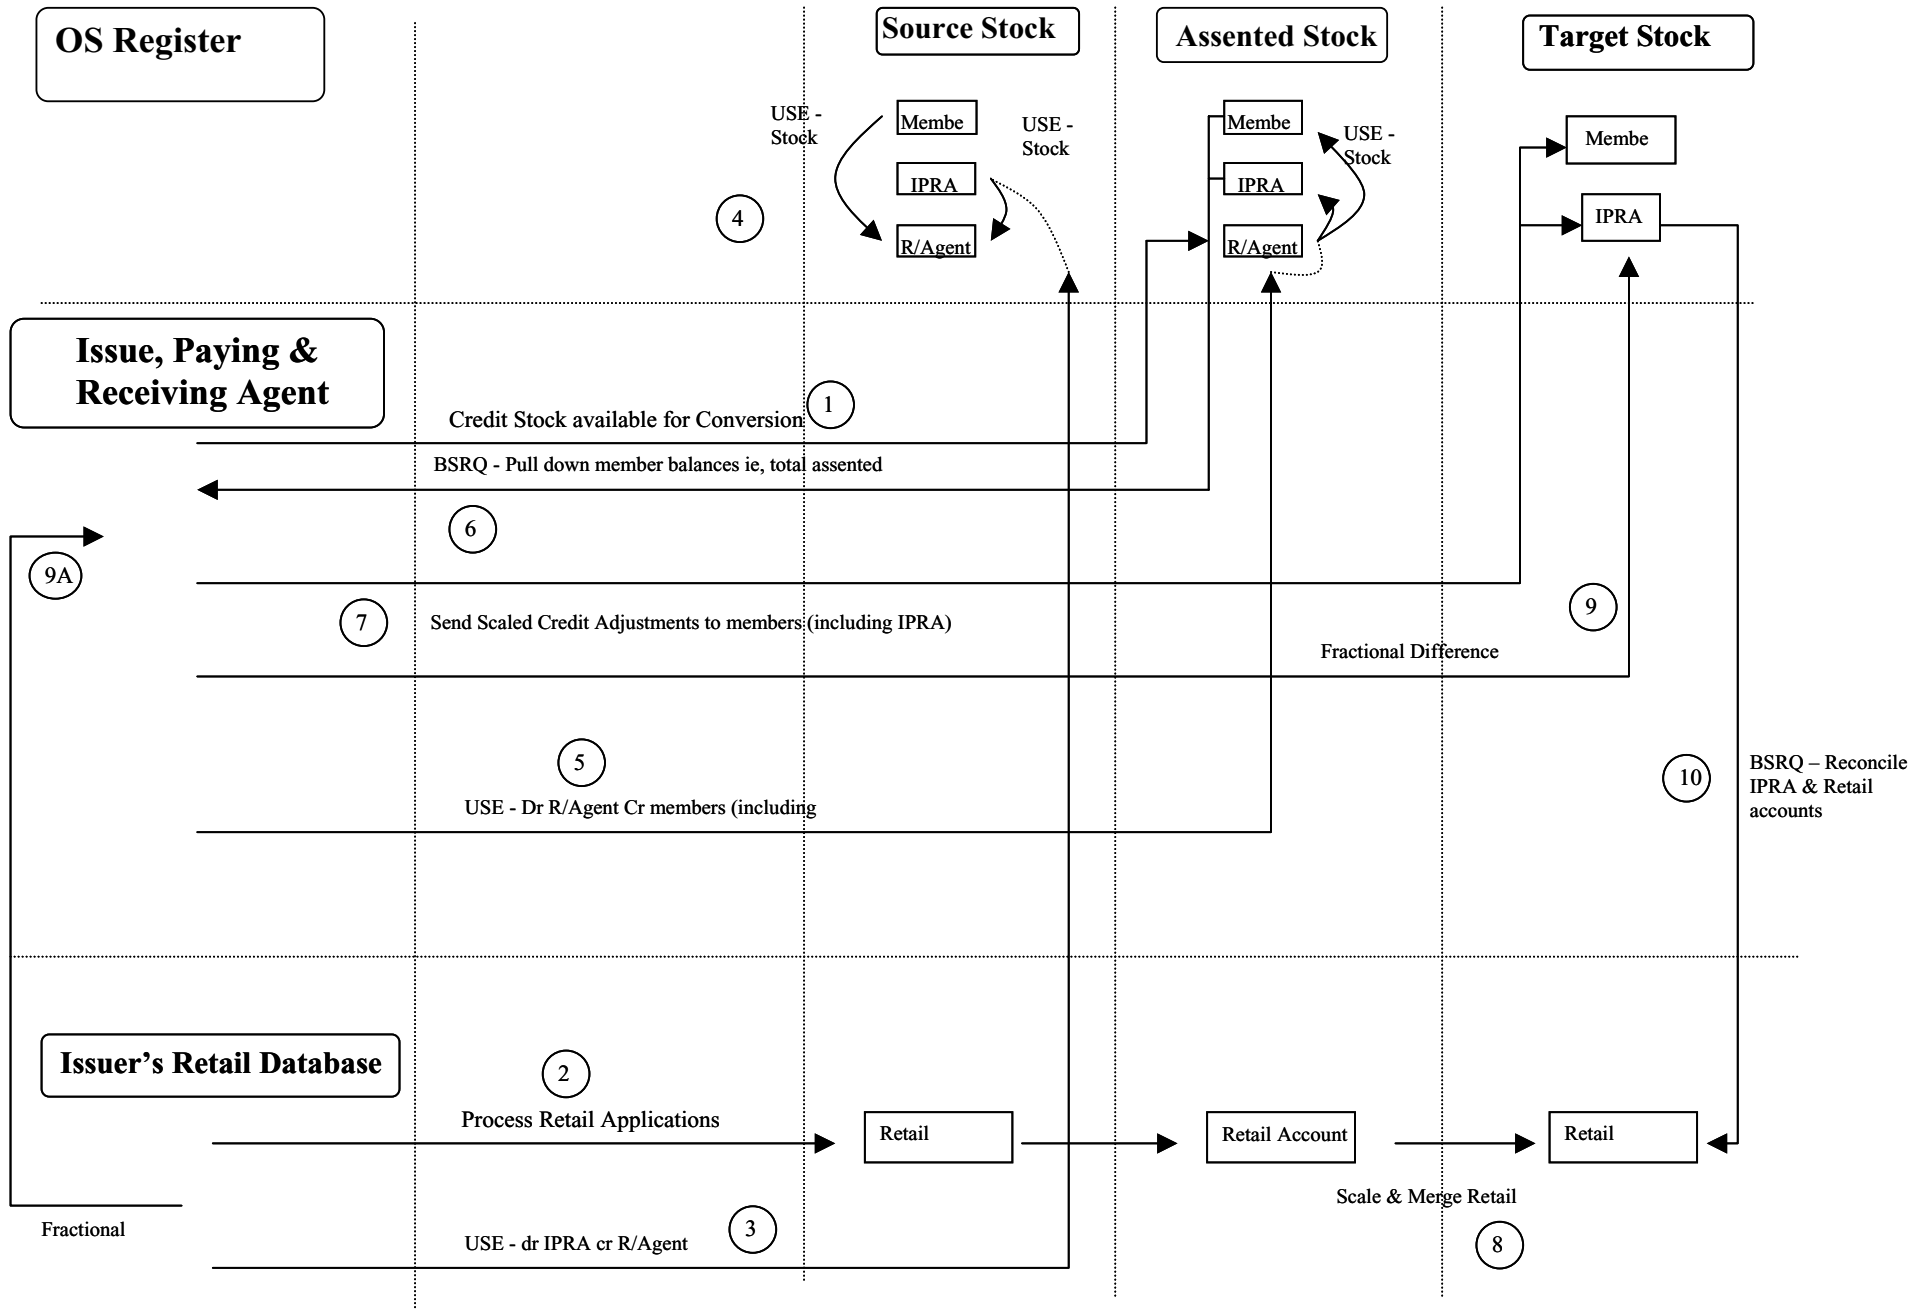 OS Register
Source Stock
Assented Stock
Target Stock
USE -
Stock
Membe
IPRA
R/Agent
USE -
Stock
Membe
IPRA
R/Agent
USE -
Stock
Membe
IPRA
4
Issue, Paying &
Receiving Agent
Credit Stock available for Conversion
1
BSRQ - Pull down member balances ie, total assented
6
9A
7
Send Scaled Credit Adjustments to members (including IPRA)
9
Fractional Difference
5
USE - Dr R/Agent Cr members (including
10
BSRQ – Reconcile
IPRA & Retail
accounts
Issuer's Retail Database
2
Process Retail Applications
Retail
Retail Account
Retail
Scale & Merge Retail
8
Fractional
3
USE - dr IPRA cr R/Agent